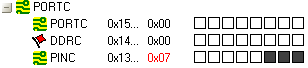 PORTC
PORTC 0x15... 0x00
DDRC 0x14... 0x00
PINC 0x13... 0x07